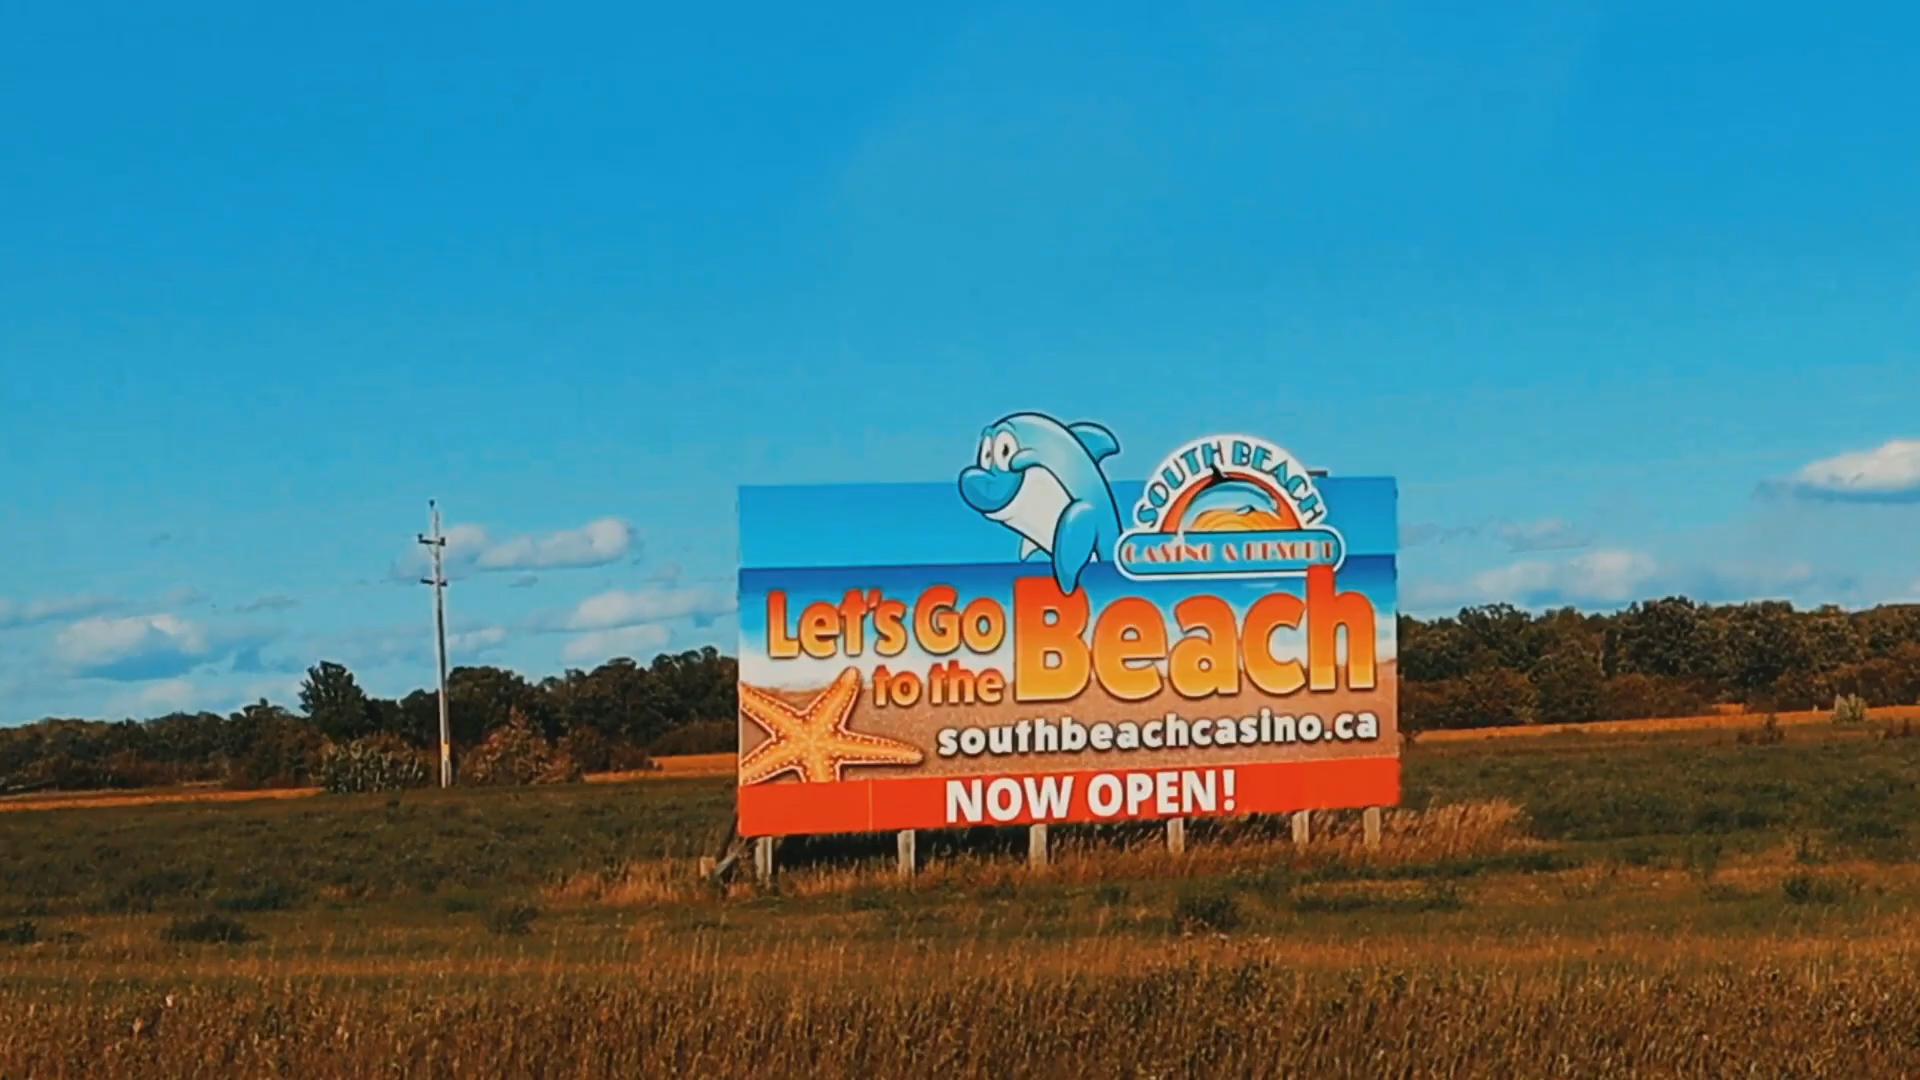 SOUTH BEACH
CASINO & RESORT
Let's Go
to the
Beach
southbeachcasino.ca
NOW OPEN!